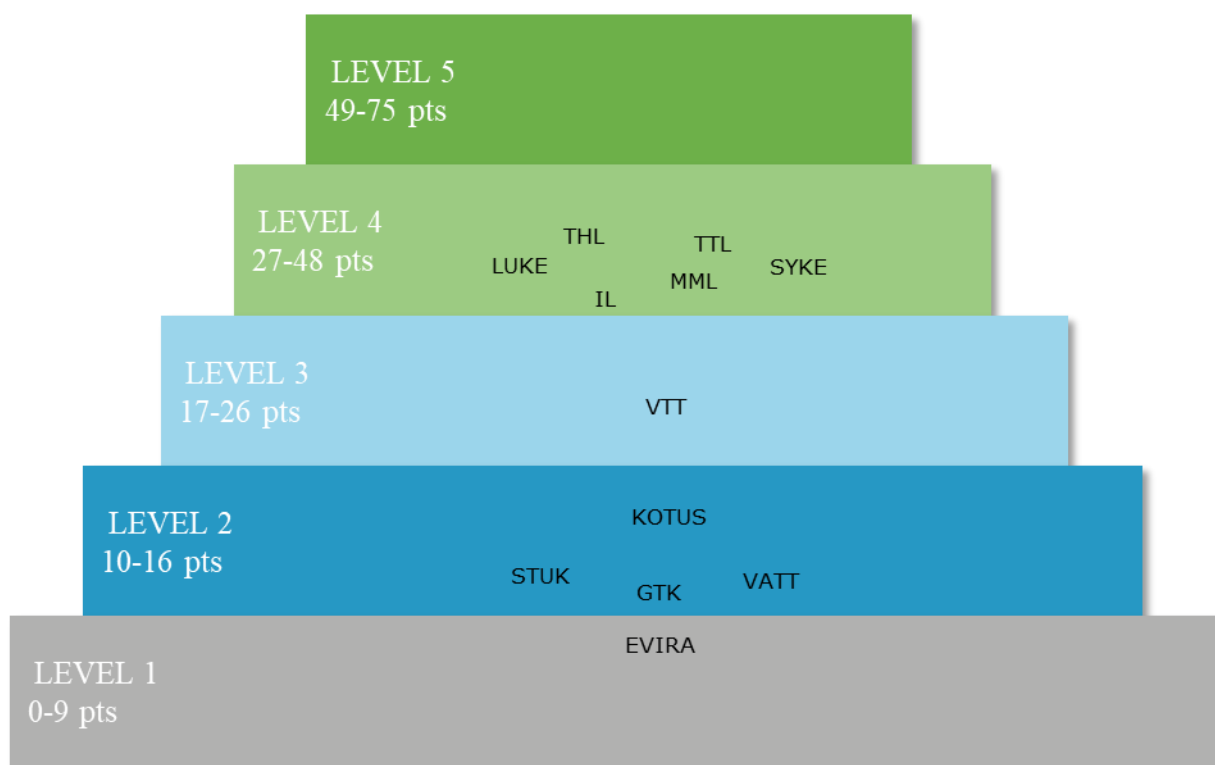 LEVEL 5
49-75 pts
LEVEL 4
27-48 pts
THL
TTL
LUKE
SYKE
MML
IL
LEVEL 3
17-26 pts
VTT
LEVEL 2
10-16 pts
KOTUS
STUK
VATT
GTK
LEVEL 1
0-9 pts
EVIRA